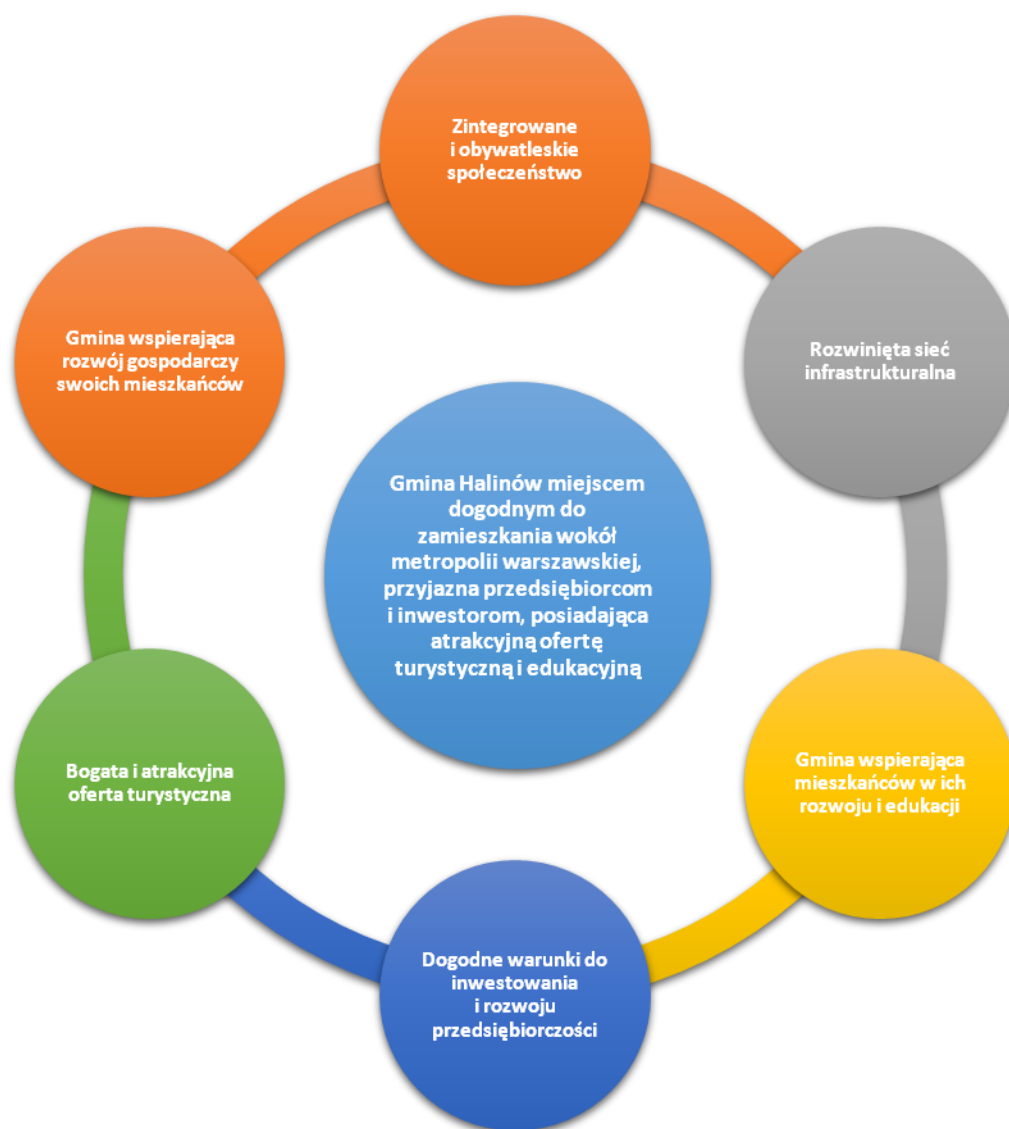 Zintegrowane
i obywatleskie
społeczeństwo
Rozwinięta sieć
infrastrukturalna
Gmina wspierająca
mieszkańców w ich
rozwoju i edukacji
Dogodne warunki do
inwestowania
i rozwoju
przedsiębiorczości
Bogata i atrakcyjna
oferta turystyczna
Gmina wspierająca
rozwój gospodarczy
swoich mieszkańców
Gmina Halinów miejscem
dogodnym do
zamieszkania wokół
metropolii warszawskiej,
przyjazna przedsiębiorcom
i inwestorom, posiadająca
atrakcyjną ofertę
turystyczną i edukacyjną